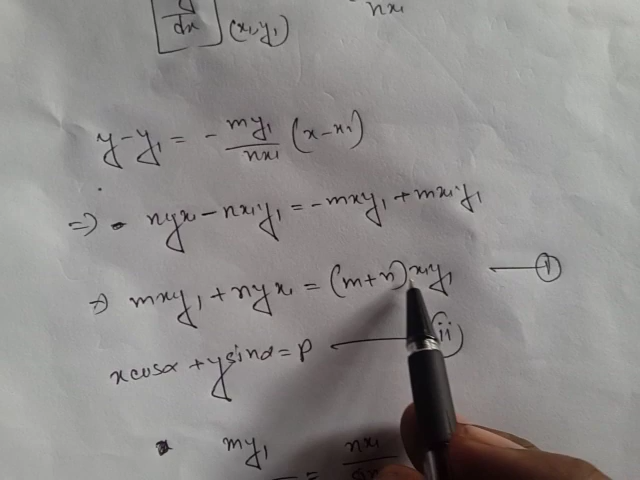 dx (x₁,y₁) nx₁
y-y₁ = - my₁/nx₁ (x-x₁)
=> nyx₁ - nx₁y₁ = -mxy₁ + mx₁y₁
=> mxy₁ + nyx₁ = (m+n)x₁y₁ (i)
xcosα + ysinα = p (ii)
my₁ = nx₁